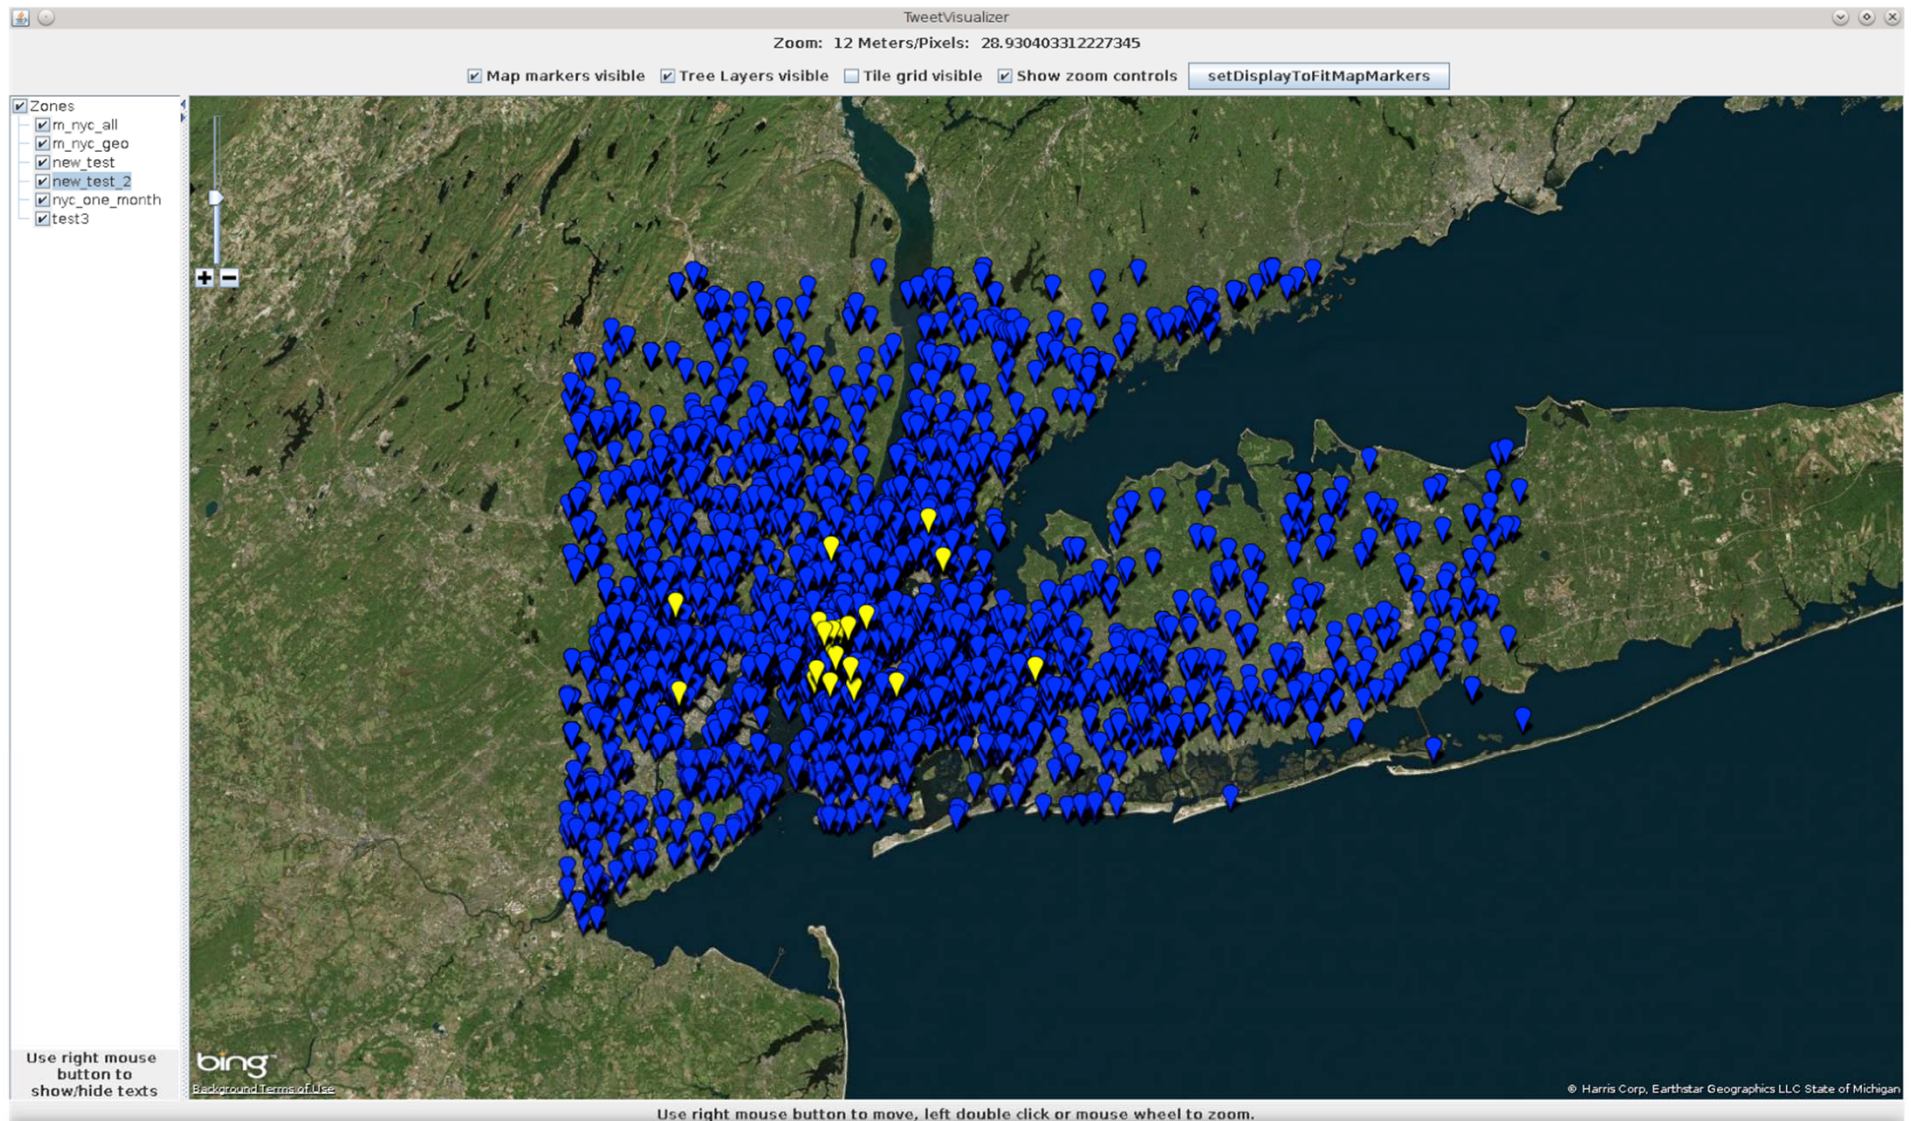 TweetVisualizer
Zoom: 12 Meters/Pixels: 28.930403312227345
Map markers visible Tree Layers visible Tile grid visible Show zoom controls setDisplayToFitMapMarkers
Zones
m_nyc_all
m_nyc_geo
new_test
new_test_2
nyc_one_month
test3
Use right mouse
button to
show/hide texts
bing™
Background Terms of Use
© Harris Corp, Earthstar Geographics LLC State of Michigan
Use right mouse button to move, left double click or mouse wheel to zoom.